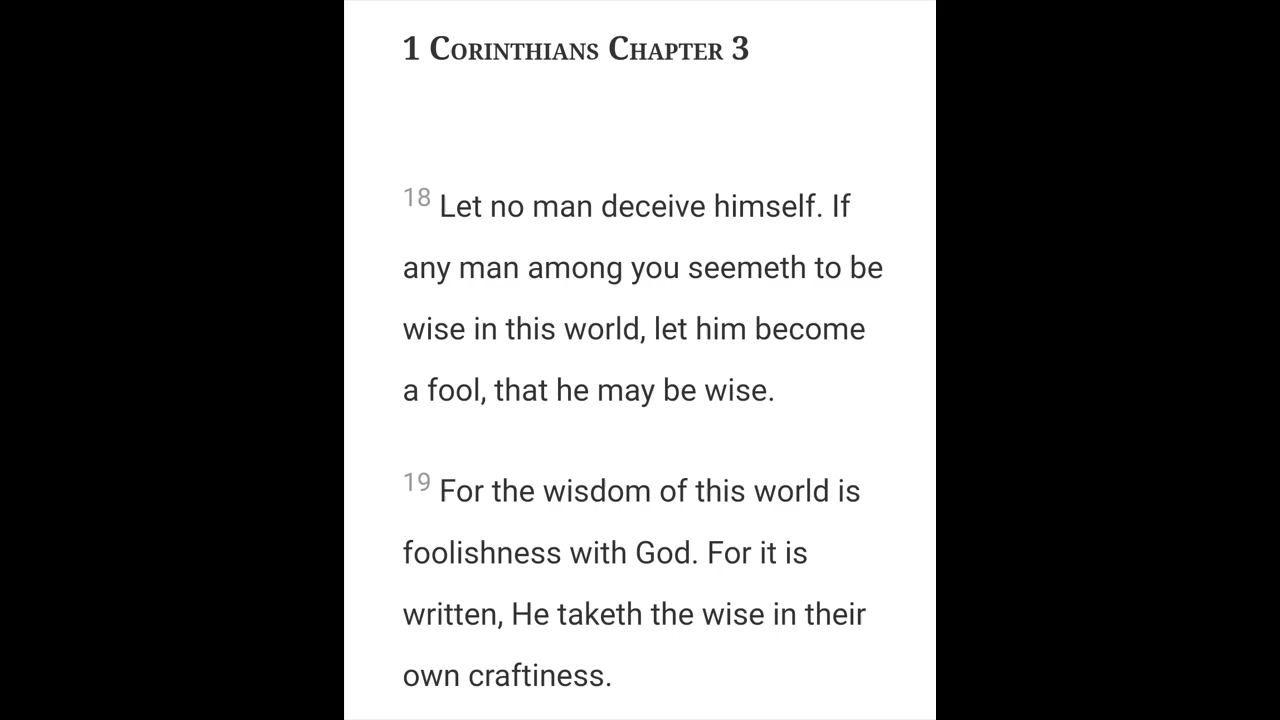 1 Corinthians Chapter 3
18 Let no man deceive himself. If
any man among you seemeth to be
wise in this world, let him become
a fool, that he may be wise.
19 For the wisdom of this world is
foolishness with God. For it is
written, He taketh the wise in their
own craftiness.